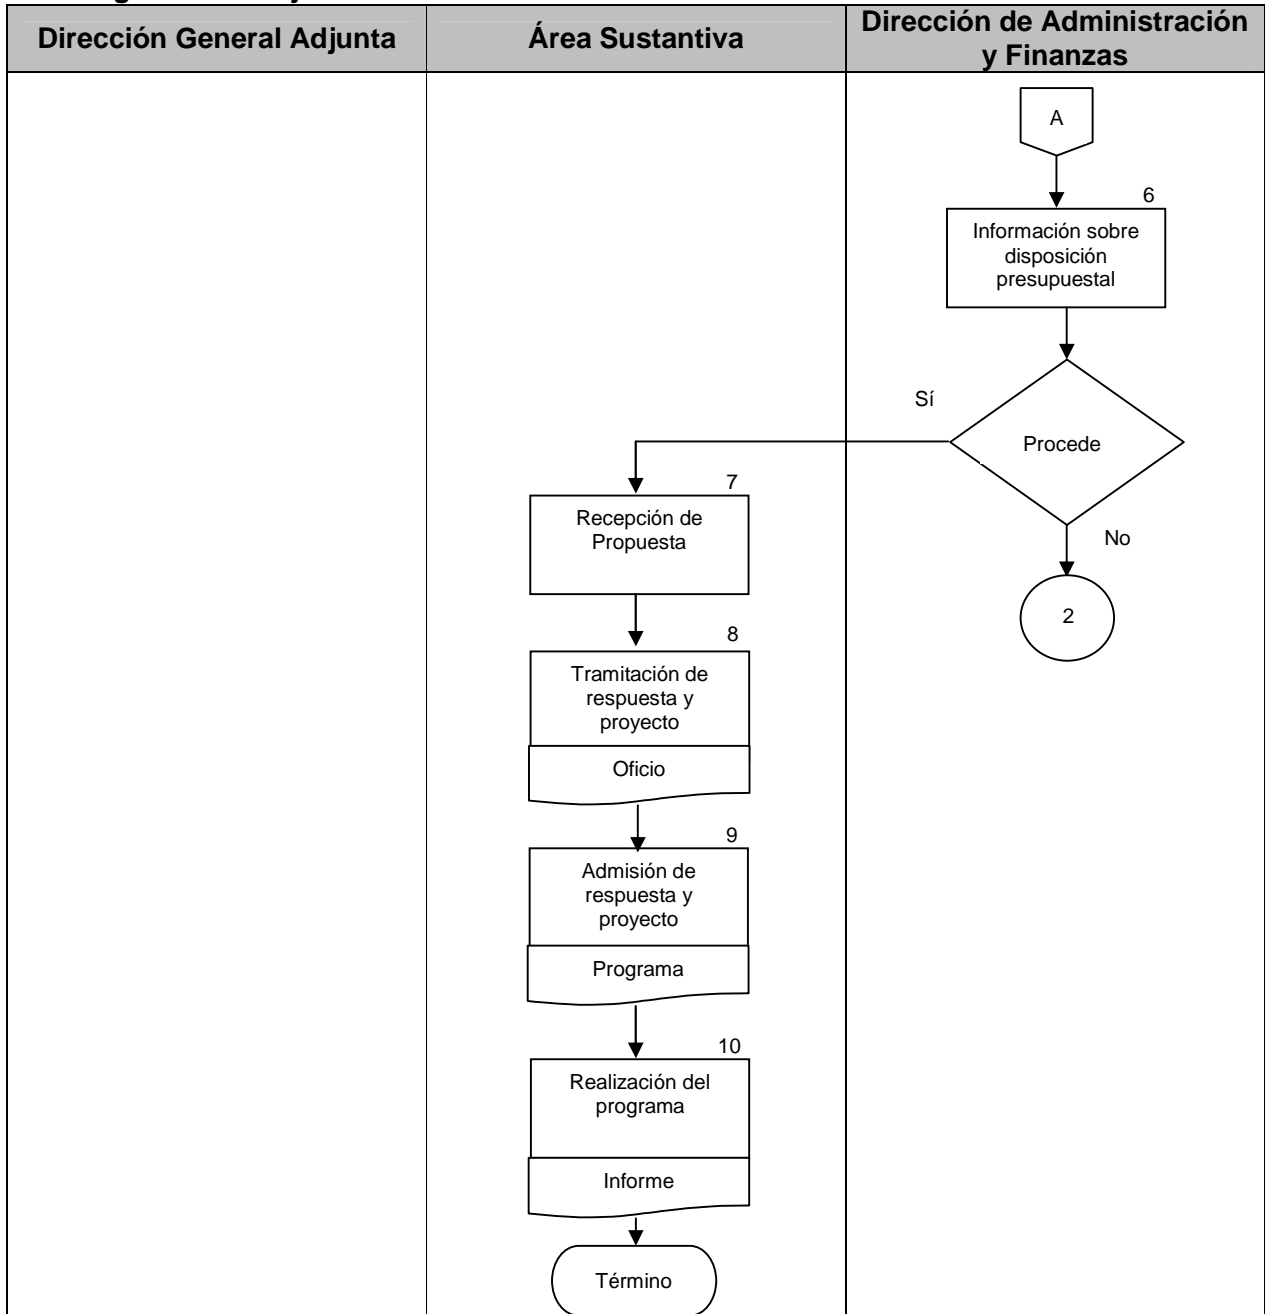 Dirección General Adjunta
Área Sustantiva
Dirección de Administración
y Finanzas
A
6
Información sobre
disposición
presupuestal
Sí
Procede
No
2
7
Recepción de
Propuesta
8
Tramitación de
respuesta y
proyecto
Oficio
9
Admisión de
respuesta y
proyecto
Programa
10
Realización del
programa
Informe
Término